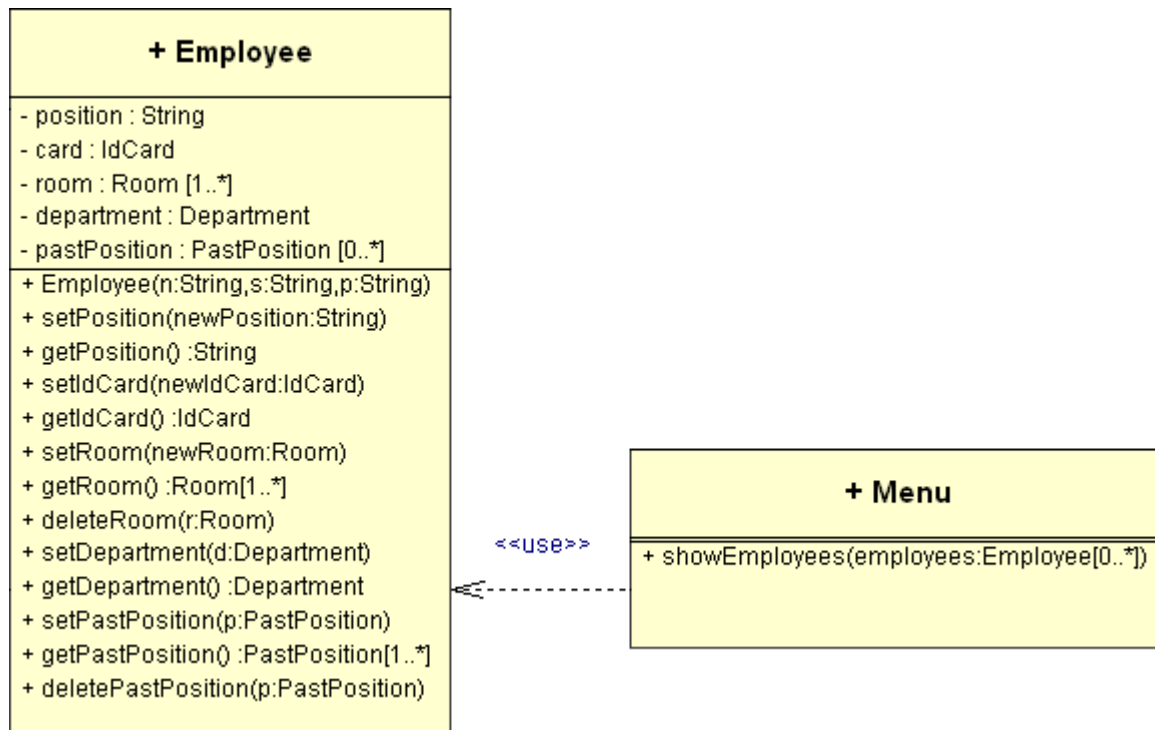 + Employee
- position : String
- card : IdCard
- room : Room [1..*]
- department : Department
- pastPosition : PastPosition [0..*]
+ Employee(n:String,s:String,p:String)
+ setPosition(newPosition:String)
+ getPosition() :String
+ setIdCard(newIdCard:IdCard)
+ getIdCard() :IdCard
+ setRoom(newRoom:Room)
+ getRoom() :Room[1..*]
+ deleteRoom(r:Room)
+ setDepartment(d:Department)
+ getDepartment() :Department
+ setPastPosition(p:PastPosition)
+ getPastPosition() :PastPosition[1..*]
+ deletePastPosition(p:PastPosition)
<<use>>
+ Menu
+ showEmployees(employees:Employee[0..*])